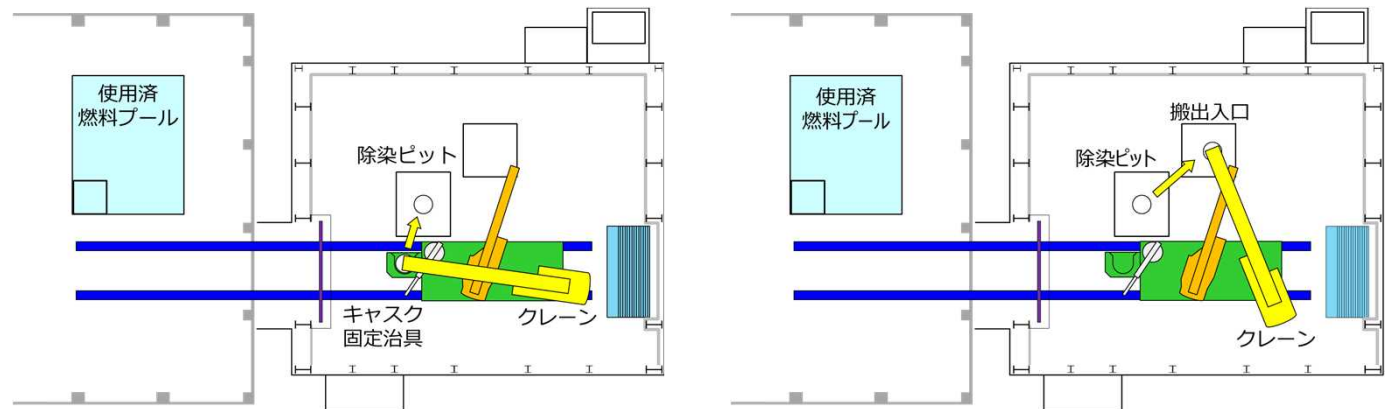 使用済
燃料プール
除染ピット
キャスク
固定治具
クレーン
使用済
燃料プール
搬出入口
除染ピット
クレーン